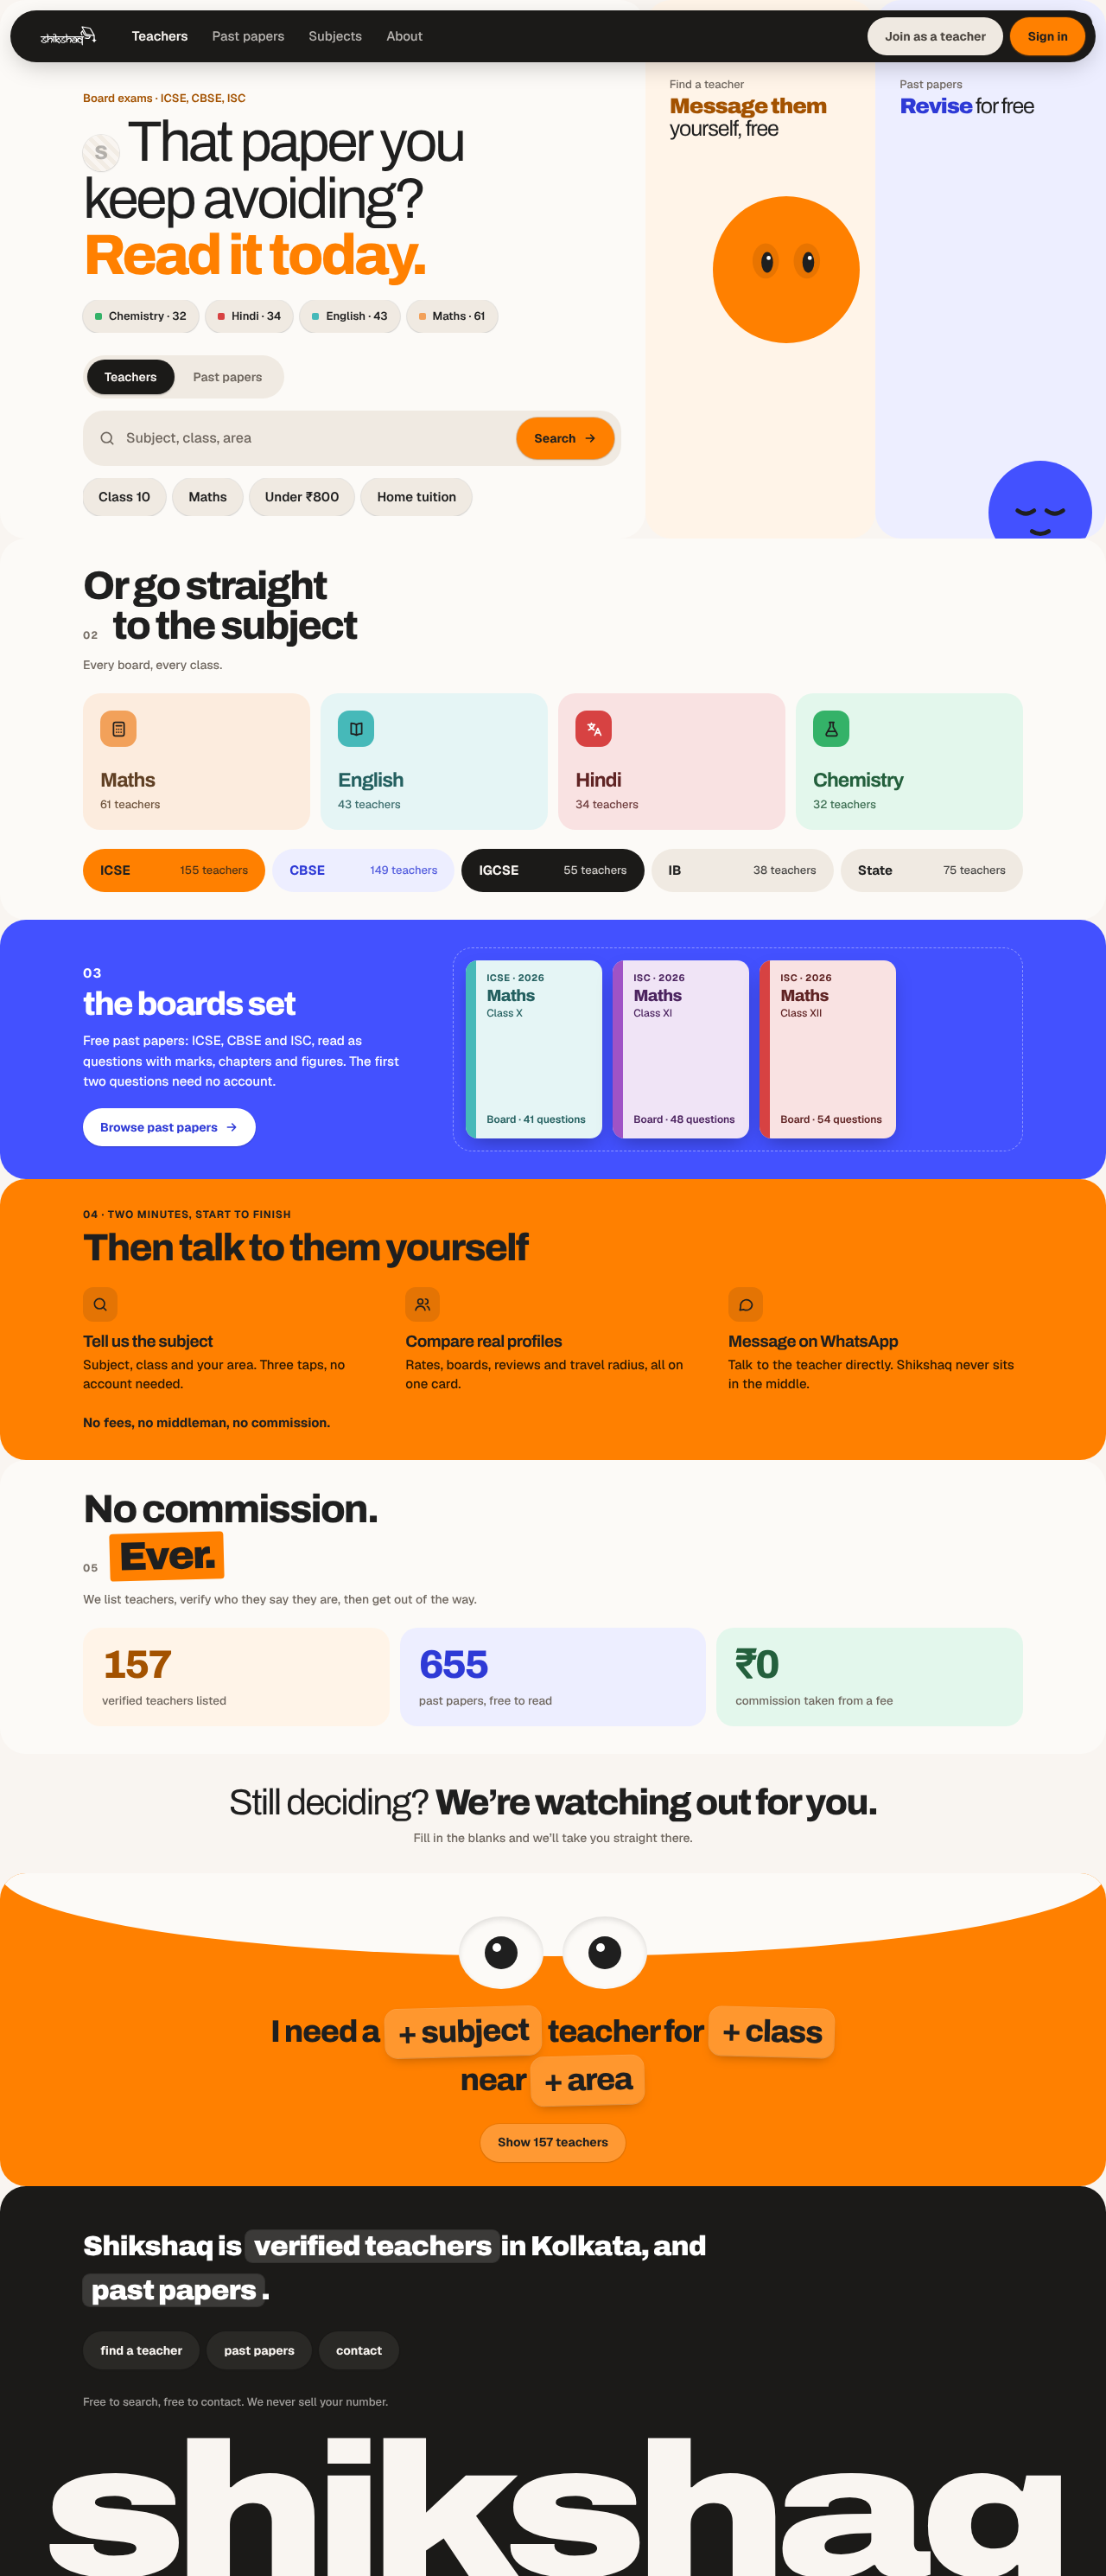 shikshaq
Teachers
Past papers
Subjects
About
Join as a teacher
Sign in
Board exams · ICSE, CBSE, ISC
S
That paper you
keep avoiding?
Read it today.
Chemistry · 32
Hindi · 34
English · 43
Maths · 61
Teachers
Past papers
Subject, class, area
Search →
Class 10
Maths
Under ₹800
Home tuition
Find a teacher
Message them
yourself, free
Past papers
Revise for free
Or go straight
02 to the subject
Every board, every class.
Maths
61 teachers
English
43 teachers
Hindi
34 teachers
Chemistry
32 teachers
ICSE 155 teachers
CBSE 149 teachers
IGCSE 55 teachers
IB 38 teachers
State 75 teachers
03
the boards set
Free past papers: ICSE, CBSE and ISC, read as
questions with marks, chapters and figures. The first
two questions need no account.
Browse past papers →
ICSE · 2026
Maths
Class X
Board · 41 questions
ISC · 2026
Maths
Class XI
Board · 48 questions
ISC · 2026
Maths
Class XII
Board · 54 questions
04 · TWO MINUTES, START TO FINISH
Then talk to them yourself
Tell us the subject
Subject, class and your area. Three taps, no
account needed.
Compare real profiles
Rates, boards, reviews and travel radius, all on
one card.
Message on WhatsApp
Talk to the teacher directly. Shikshaq never sits
in the middle.
No fees, no middleman, no commission.
No commission.
05 Ever.
We list teachers, verify who they say they are, then get out of the way.
157
verified teachers listed
655
past papers, free to read
₹0
commission taken from a fee
Still deciding? We’re watching out for you.
Fill in the blanks and we’ll take you straight there.
I need a + subject teacher for + class
near + area
Show 157 teachers
Shikshaq is verified teachers in Kolkata, and
past papers.
find a teacher
past papers
contact
Free to search, free to contact. We never sell your number.
shikshaq